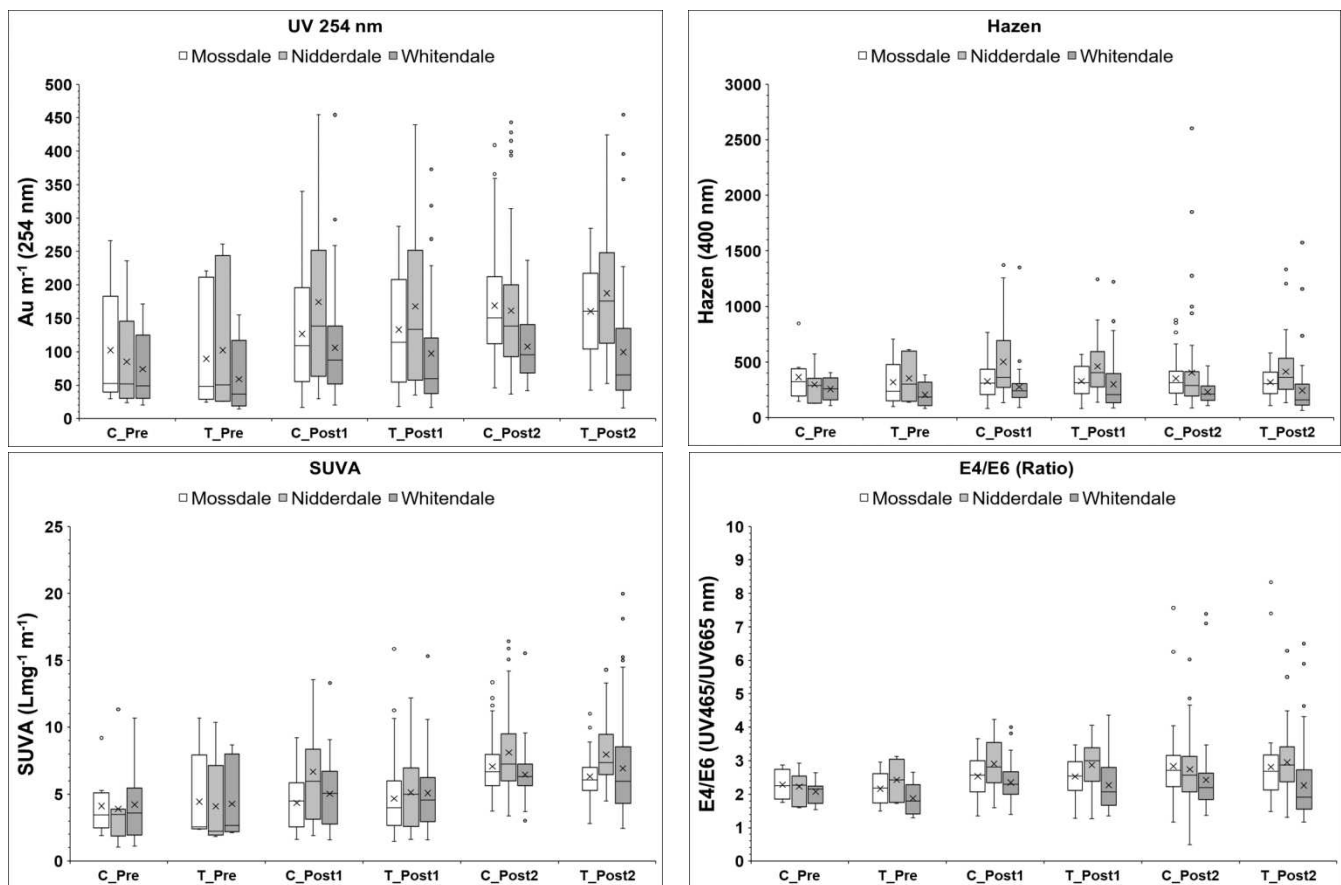 UV 254 nm
Mossdale Nidderdale Whitendale
Au m-1 (254 nm)
500
450
400
350
300
250
200
150
100
50
0
C_Pre T_Pre C_Post1 T_Post1 C_Post2 T_Post2
Hazen
Mossdale Nidderdale Whitendale
Hazen (400 nm)
3000
2500
2000
1500
1000
500
0
C_Pre T_Pre C_Post1 T_Post1 C_Post2 T_Post2
SUVA
Mossdale Nidderdale Whitendale
SUVA (Lmg-1 m-1)
25
20
15
10
5
0
C_Pre T_Pre C_Post1 T_Post1 C_Post2 T_Post2
E4/E6 (Ratio)
Mossdale Nidderdale Whitendale
E4/E6 (UV465/UV665 nm)
10
9
8
7
6
5
4
3
2
1
0
C_Pre T_Pre C_Post1 T_Post1 C_Post2 T_Post2